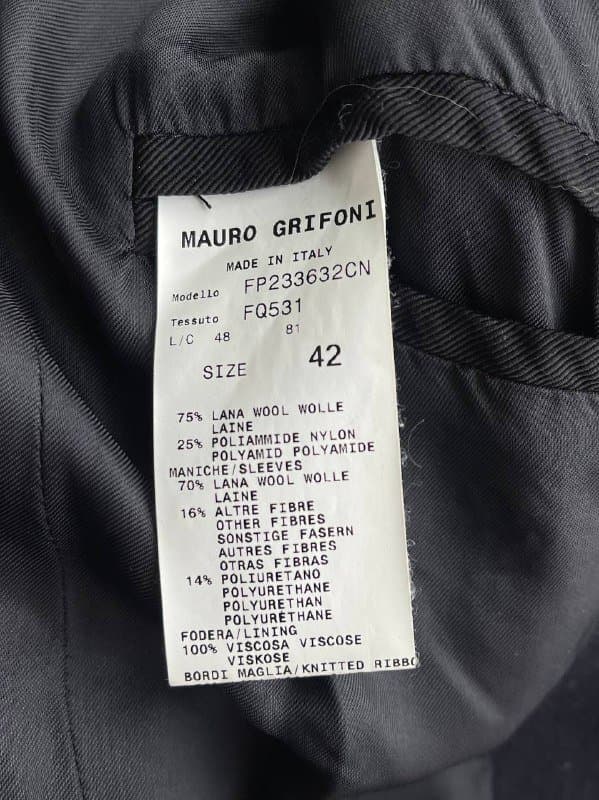 MAURO GRIFONI
MADE IN ITALY
Modello FP233632CN
Tessuto FQ531
L/C 48 81
SIZE 42
75% LANA WOOL WOLLE
LAINE
25% POLIAMMIDE NYLON
POLYAMID POLYAMIDE
MANICHE/SLEEVES
70% LANA WOOL WOLLE
LAINE
16% ALTRE FIBRE
OTHER FIBRES
SONSTIGE FASERN
AUTRES FIBRES
OTRAS FIBRAS
14% POLIURETANO
POLYURETHANE
POLYURETHAN
POLYURÉTHANE
FODERA/LINING
100% VISCOSA VISCOSE
VISKOSE
BORDI MAGLIA/KNITTED RIBBO